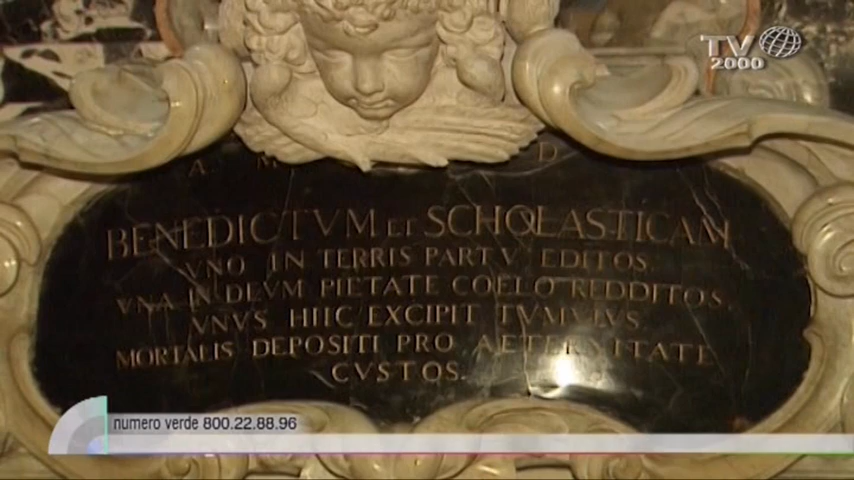 TV
2000
A. M D
BENEDICTVM ET SCHOLASTICAM
VNO IN TERRIS PARTV EDITOS.
VNA IN DEVM PIETATE COELO REDDITOS.
VNVS HIIC EXCIPIT TVMVLVS
MORTALIS DEPOSITI PRO AETERNITATE
CVSTOS.
numero verde 800.22.88.96